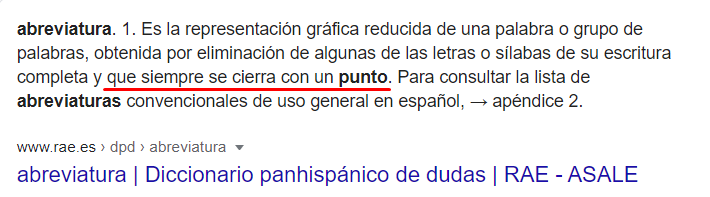 abreviatura. 1. Es la representación gráfica reducida de una palabra o grupo de
palabras, obtenida por eliminación de algunas de las letras o sílabas de su escritura
completa y que siempre se cierra con un punto. Para consultar la lista de
abreviaturas convencionales de uso general en español, → apéndice 2.
www.rae.es › dpd › abreviatura
abreviatura | Diccionario panhispánico de dudas | RAE - ASALE